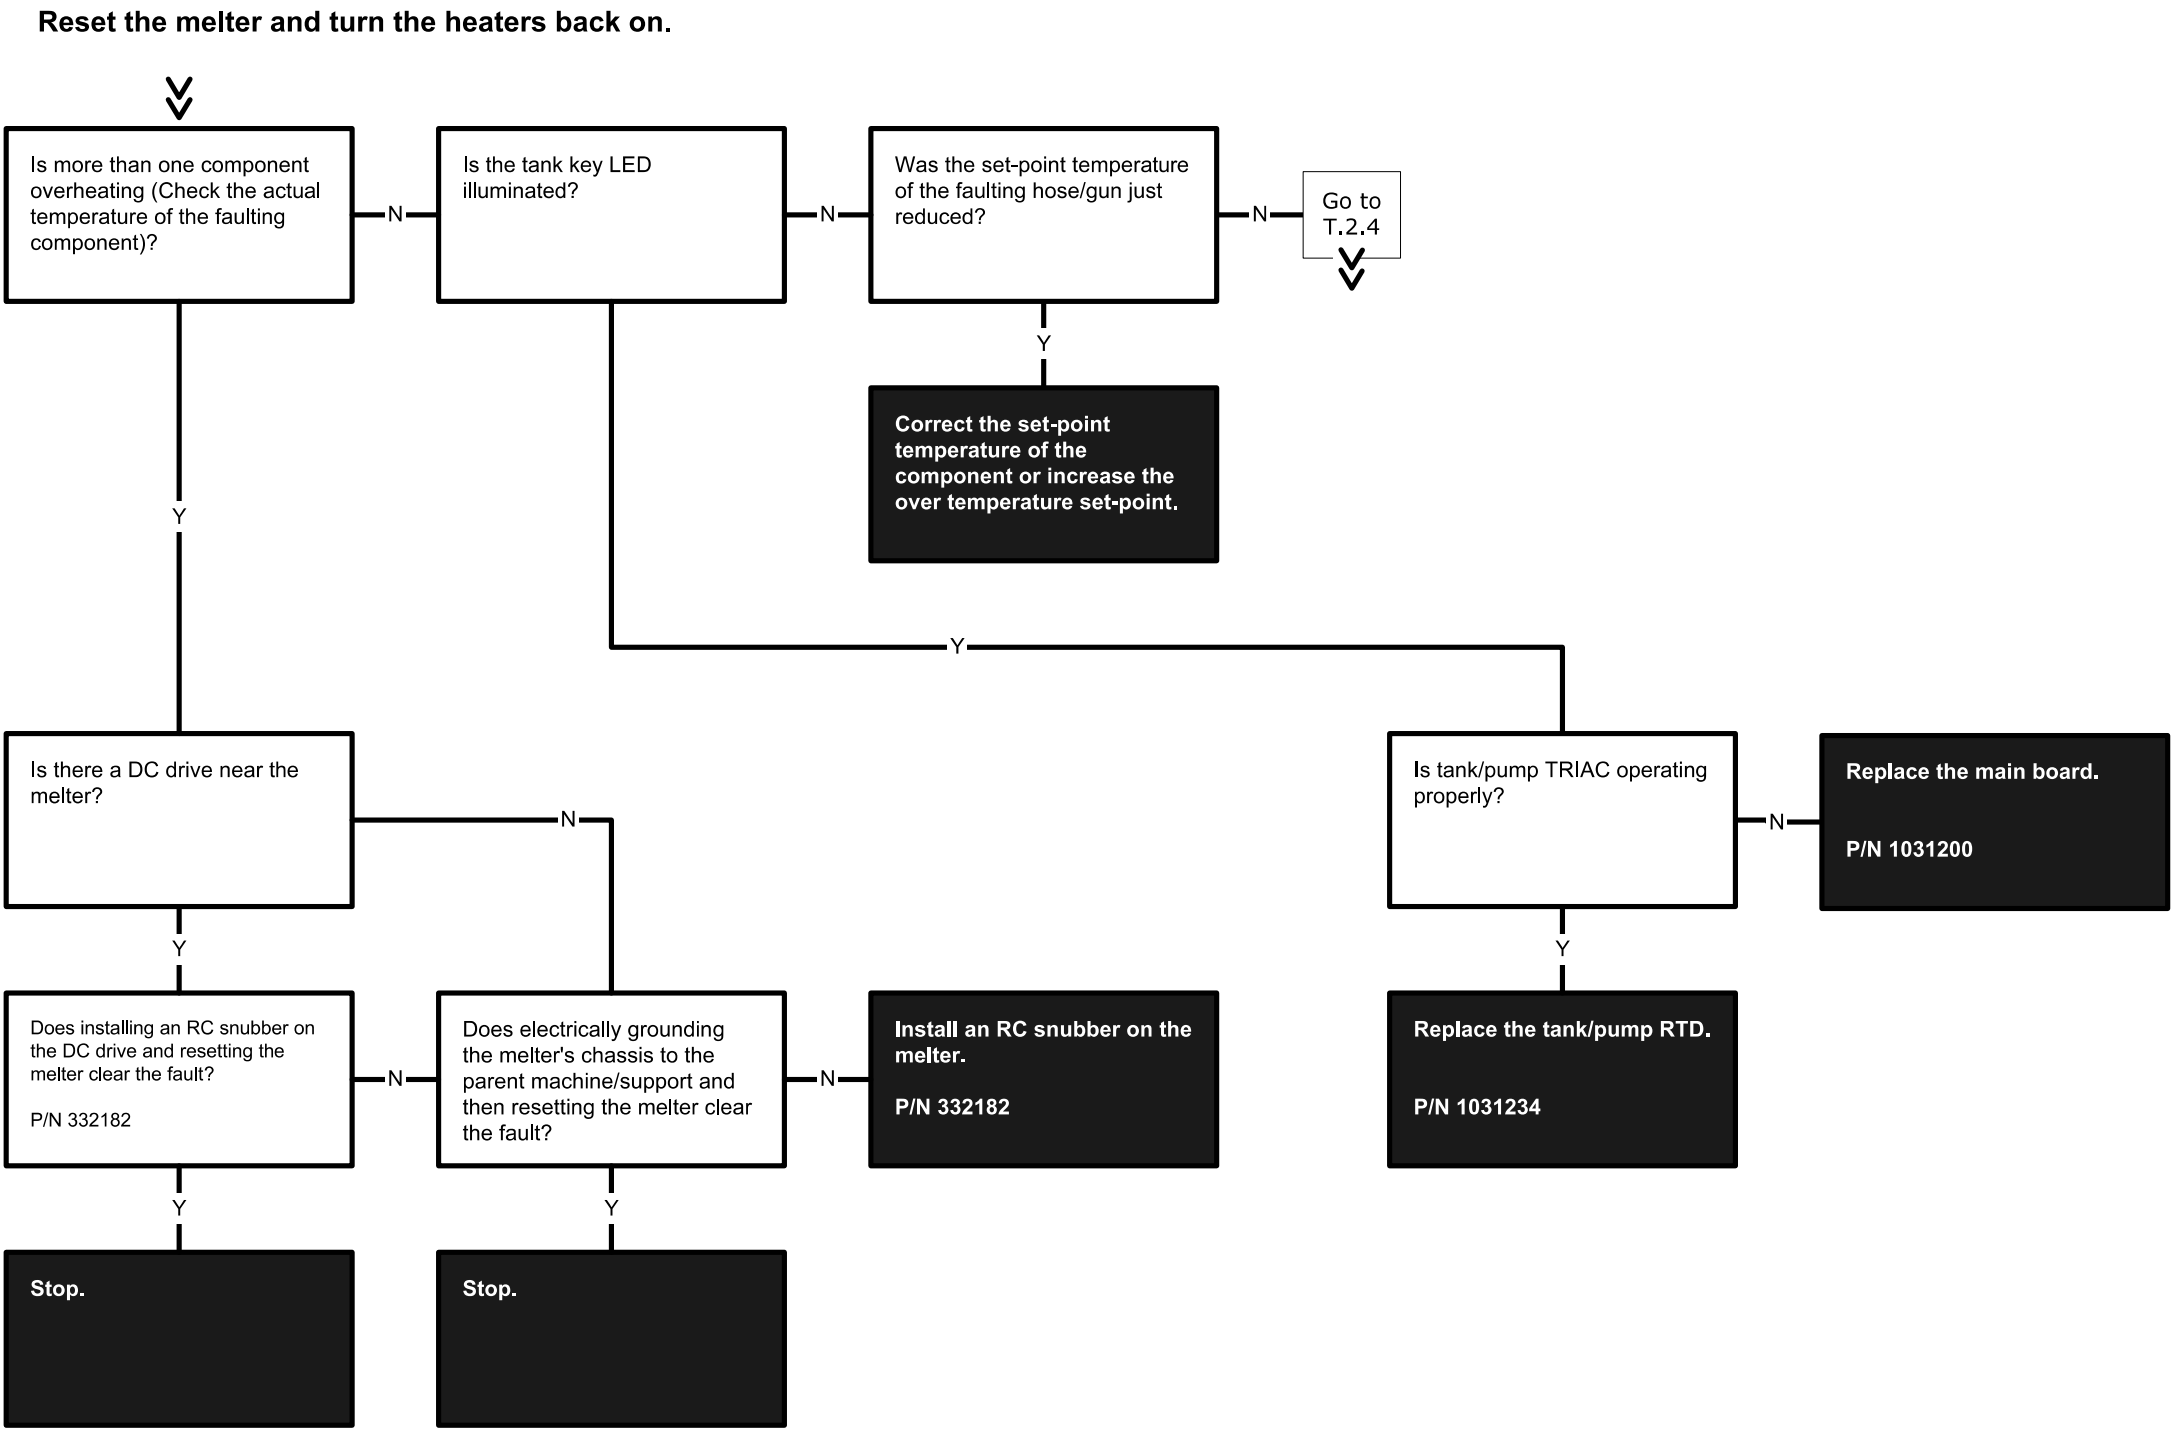 Reset the melter and turn the heaters back on.
Is more than one component
overheating (Check the actual
temperature of the faulting
component)?
N
Is the tank key LED
illuminated?
N
Was the set-point temperature
of the faulting hose/gun just
reduced?
N
Go to
T.2.4
Y
Correct the set-point
temperature of the
component or increase the
over temperature set-point.
Y
Y
Is there a DC drive near the
melter?
N
Is tank/pump TRIAC operating
properly?
N
Replace the main board.
P/N 1031200
Y
Y
Does installing an RC snubber on
the DC drive and resetting the
melter clear the fault?
P/N 332182
N
Does electrically grounding
the melter's chassis to the
parent machine/support and
then resetting the melter clear
the fault?
N
Install an RC snubber on the
melter.
P/N 332182
Replace the tank/pump RTD.
P/N 1031234
Y
Y
Stop.
Stop.